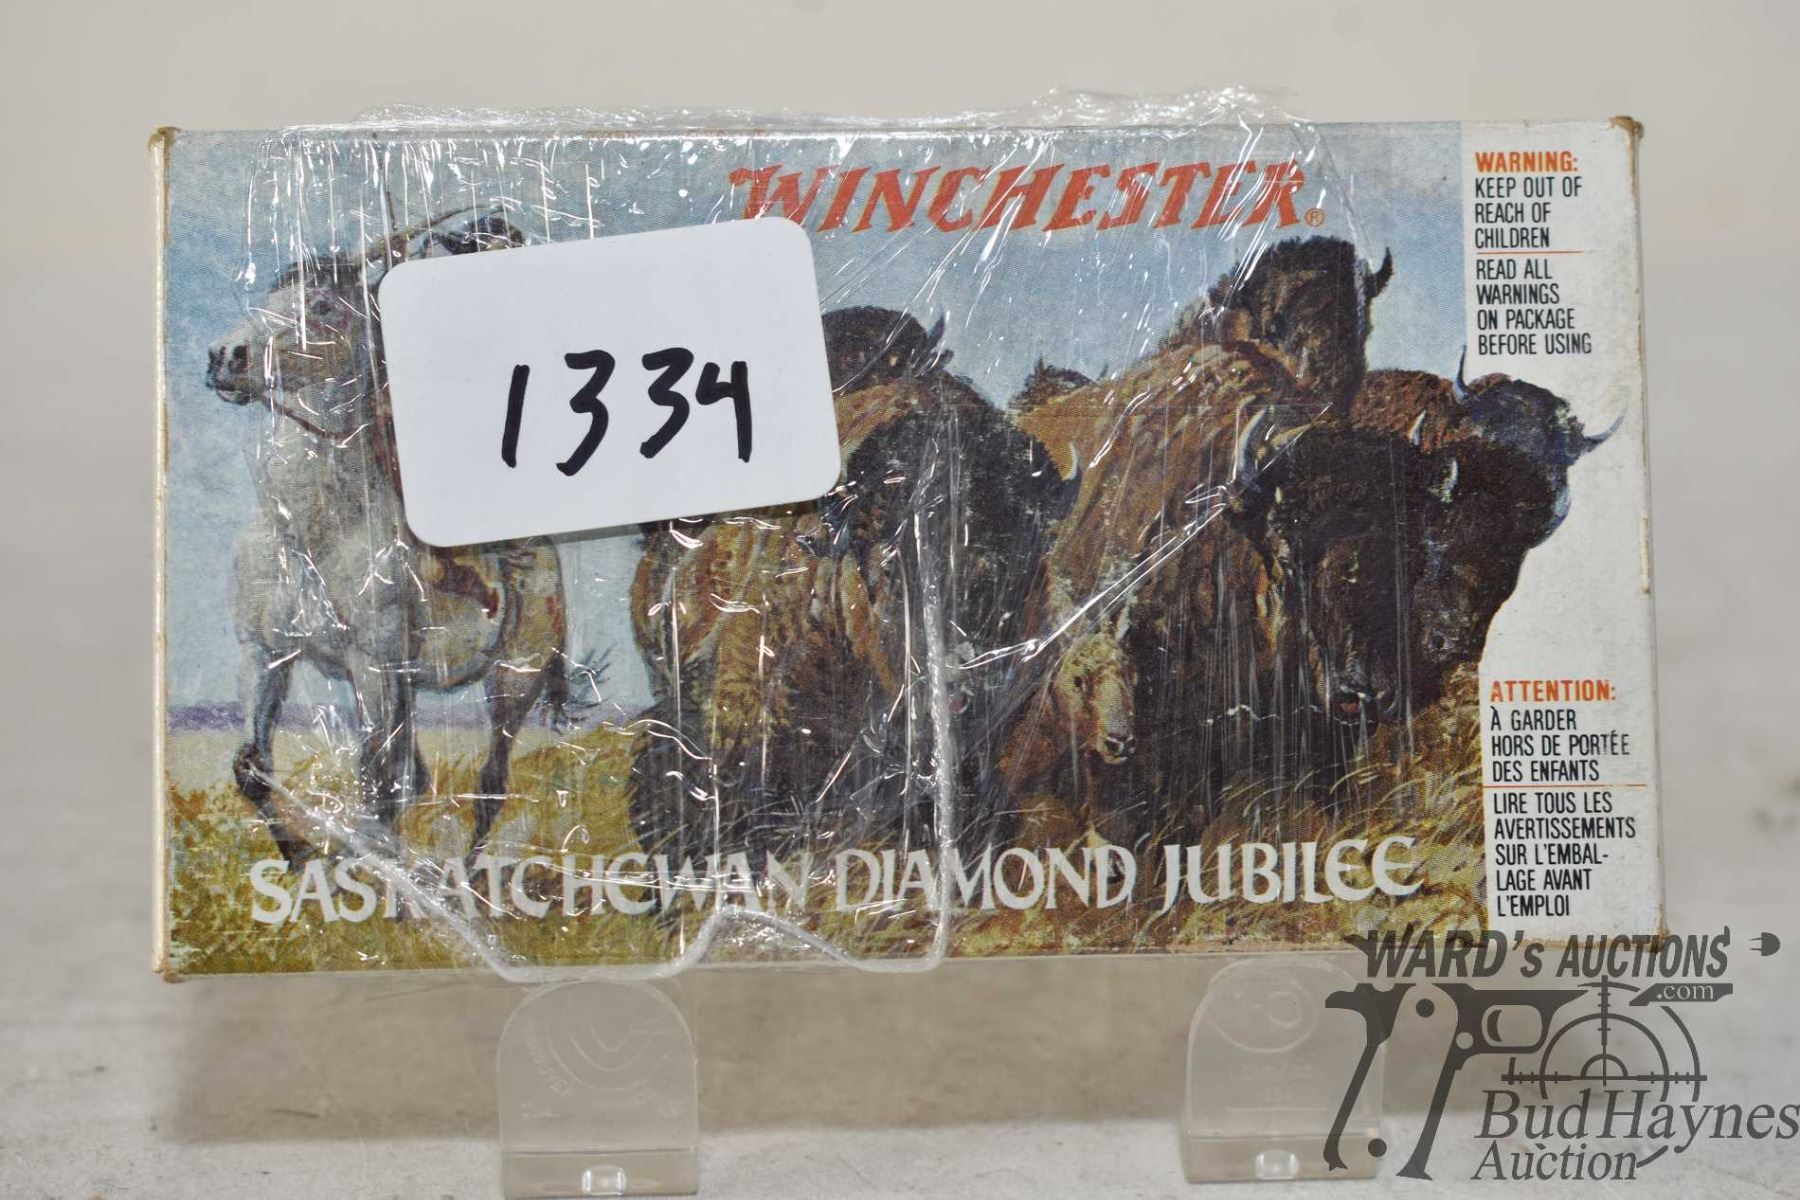 WINCHESTER®
1334
WARNING:
KEEP OUT OF
REACH OF
CHILDREN
READ ALL
WARNINGS
ON PACKAGE
BEFORE USING
ATTENTION:
À GARDER
HORS DE PORTÉE
DES ENFANTS
LIRE TOUS LES
AVERTISSEMENTS
SUR L'EMBAL-
LAGE AVANT
L'EMPLOI
SASKATCHEWAN DIAMOND JUBILEE
WARD's AUCTIONS
.com
Bud Haynes
Auction